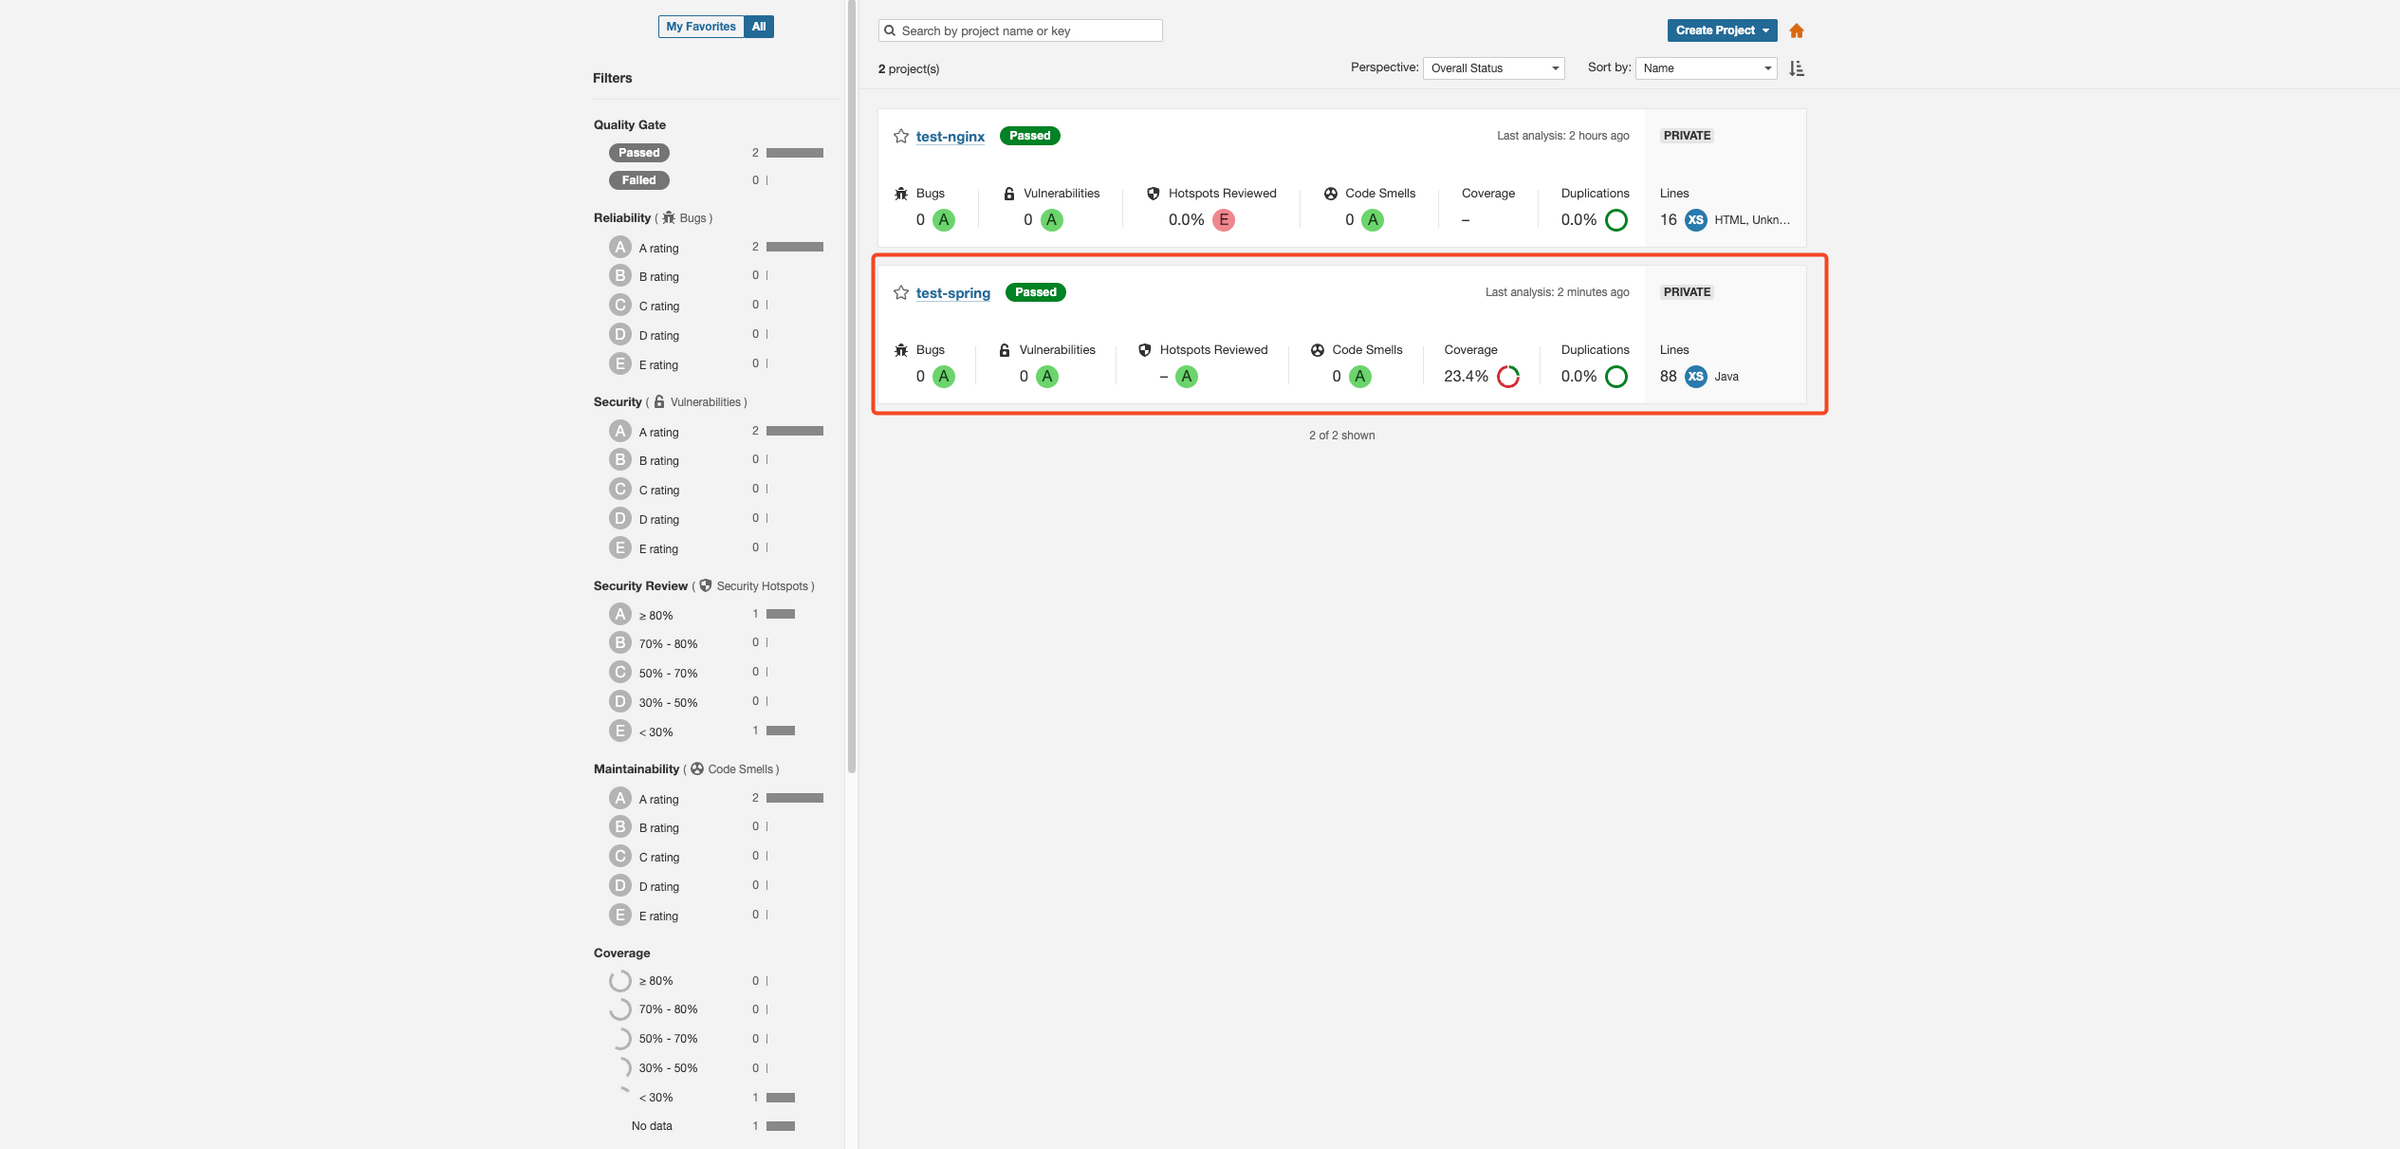 My Favorites All
Filters
Quality Gate
Passed 2
Failed 0
Reliability ( Bugs )
A A rating 2
B B rating 0
C C rating 0
D D rating 0
E E rating 0
Security ( Vulnerabilities )
A A rating 2
B B rating 0
C C rating 0
D D rating 0
E E rating 0
Security Review ( Security Hotspots )
A ≥ 80% 1
B 70% - 80% 0
C 50% - 70% 0
D 30% - 50% 0
E < 30% 1
Maintainability ( Code Smells )
A A rating 2
B B rating 0
C C rating 0
D D rating 0
E E rating 0
Coverage
≥ 80% 0
70% - 80% 0
50% - 70% 0
30% - 50% 0
< 30% 1
No data 1
Search by project name or key Create Project
2 project(s) Perspective: Overall Status Sort by: Name
test-nginx Passed Last analysis: 2 hours ago PRIVATE
Bugs Vulnerabilities Hotspots Reviewed Code Smells Coverage Duplications Lines
0 A 0 A 0.0% E 0 A – 0.0% 16 XS HTML, Unkn...
test-spring Passed Last analysis: 2 minutes ago PRIVATE
Bugs Vulnerabilities Hotspots Reviewed Code Smells Coverage Duplications Lines
0 A 0 A – A 0 A 23.4% 0.0% 88 XS Java
2 of 2 shown